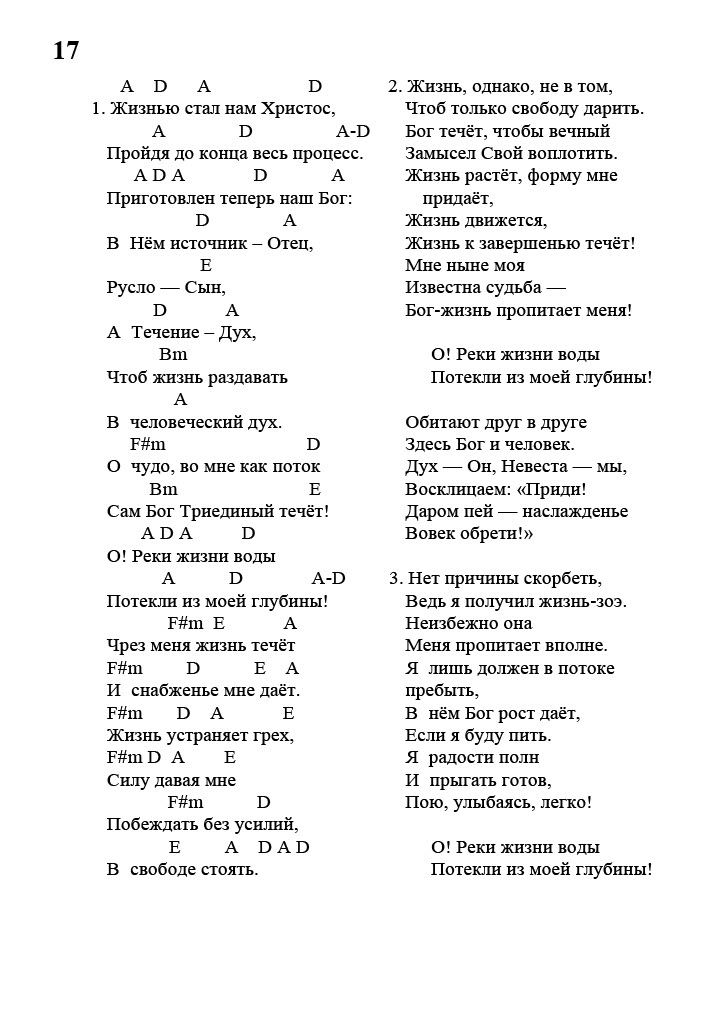 17
A D A D
1. Жизнью стал нам Христос,
A D A-D
Пройдя до конца весь процесс.
A D A D A
Приготовлен теперь наш Бог:
D A
В Нём источник – Отец,
E
Русло — Сын,
D A
А Течение – Дух,
Bm
Чтоб жизнь раздавать
A
В человеческий дух.
F#m D
О чудо, во мне как поток
Bm E
Сам Бог Триединый течёт!
A D A D
О! Реки жизни воды
A D A-D
Потекли из моей глубины!
F#m E A
Чрез меня жизнь течёт
F#m D E A
И снабженье мне даёт.
F#m D A E
Жизнь устраняет грех,
F#m D A E
Силу давая мне
F#m D
Побеждать без усилий,
E A D A D
В свободе стоять.
2. Жизнь, однако, не в том,
Чтоб только свободу дарить.
Бог течёт, чтобы вечный
Замысел Свой воплотить.
Жизнь растёт, форму мне
придаёт,
Жизнь движется,
Жизнь к завершенью течёт!
Мне ныне моя
Известна судьба —
Бог-жизнь пропитает меня!
О! Реки жизни воды
Потекли из моей глубины!
Обитают друг в друге
Здесь Бог и человек.
Дух — Он, Невеста — мы,
Восклицаем: «Приди!
Даром пей — наслажденье
Вовек обрети!»
3. Нет причины скорбеть,
Ведь я получил жизнь-зоэ.
Неизбежно она
Меня пропитает вполне.
Я лишь должен в потоке
пребыть,
В нём Бог рост даёт,
Если я буду пить.
Я радости полн
И прыгать готов,
Пою, улыбаясь, легко!
О! Реки жизни воды
Потекли из моей глубины!